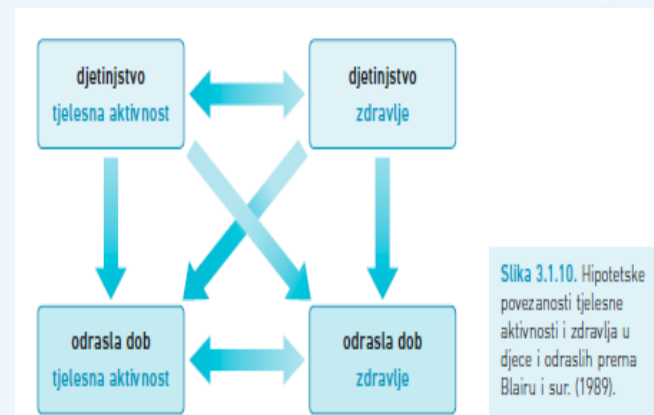 djetinjstvo
tjelesna aktivnost
djetinjstvo
zdravlje
odrasla dob
tjelesna aktivnost
odrasla dob
zdravlje
Slika 3.1.10. Hipotetske
povezanosti tjelesne
aktivnosti i zdravlja u
djece i odraslih prema
Blairu i sur. (1989).